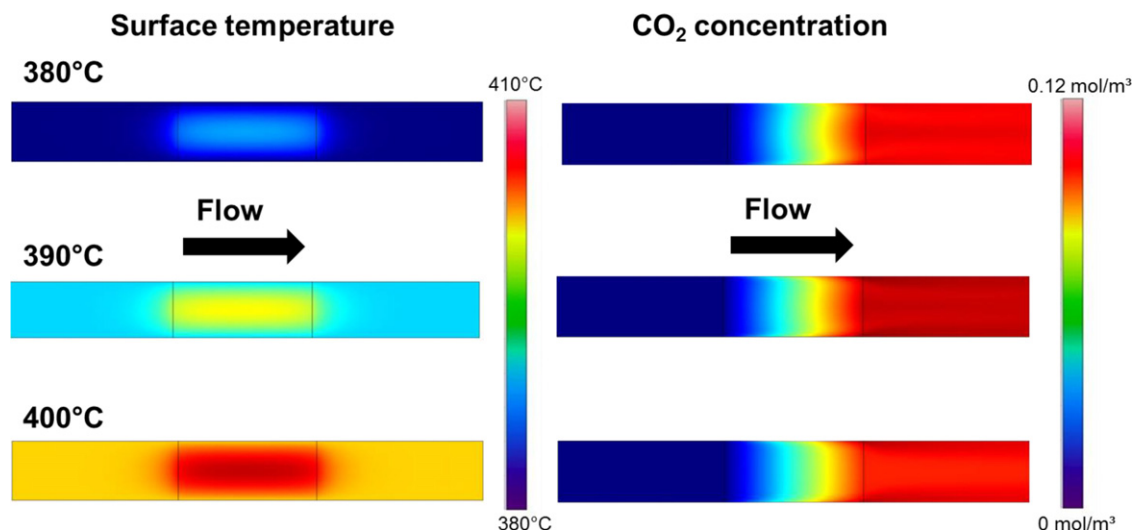 Surface temperature
CO₂ concentration
380°C
410°C
0.12 mol/m³
Flow
Flow
390°C
400°C
380°C
0 mol/m³